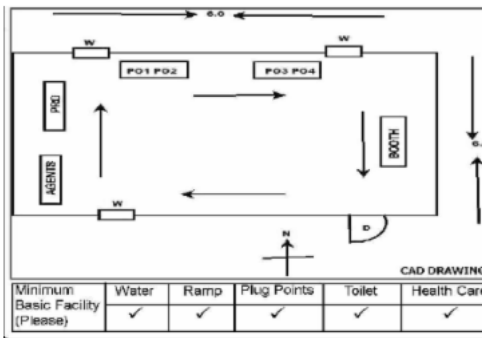 6.0
W
W
PO1 PO2
PO3 PO4
PRO
BOOTH
AGENTS
W
D
N
CAD DRAWING
Minimum Basic Facility (Please)
Water
Ramp
Plug Points
Toilet
Health Care
✓ ✓ ✓ ✓ ✓